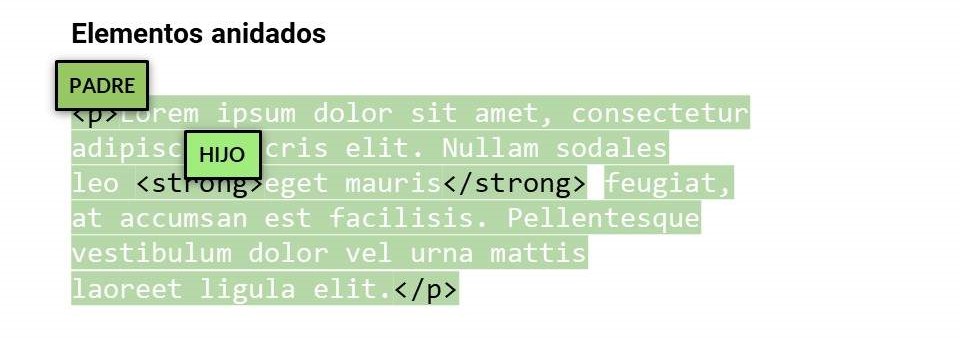 Elementos anidados
PADRE
<p>Lorem ipsum dolor sit amet, consectetur
HIJO
adipisc cris elit. Nullam sodales
leo <strong>eget mauris</strong> feugiat,
at accumsan est facilisis. Pellentesque
vestibulum dolor vel urna mattis
laoreet ligula elit.</p>